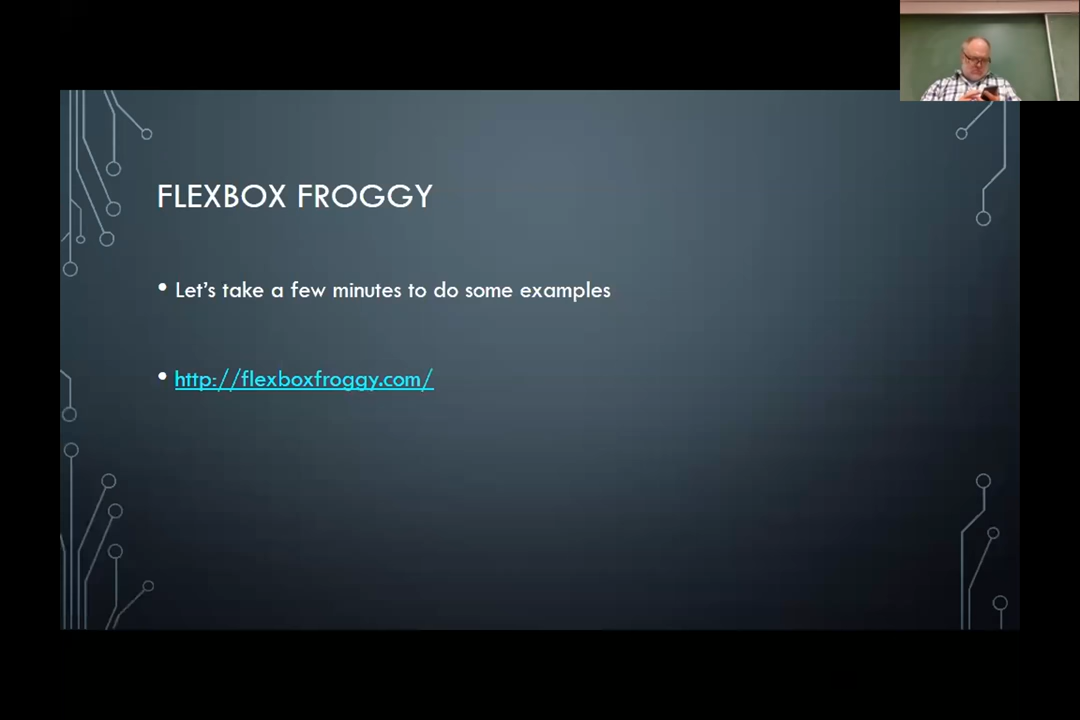 FLEXBOX FROGGY
• Let's take a few minutes to do some examples
• http://flexboxfroggy.com/